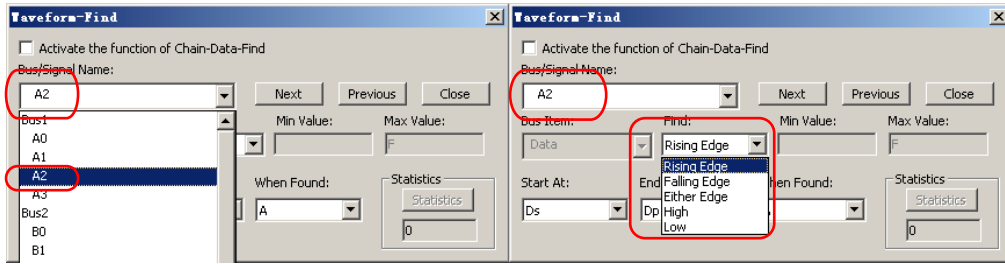 Waveform-Find
Activate the function of Chain-Data-Find
Bus/Signal Name:
A2
Next
Previous
Close
Bus1
A0
A1
A2
A3
Bus2
B0
B1
Min Value:
Max Value:
F
When Found:
A
Statistics
Statistics
0
Waveform-Find
Activate the function of Chain-Data-Find
Bus/Signal Name:
A2
Next
Previous
Close
Bus Item:
Find:
Min Value:
Max Value:
Data
Rising Edge
F
Rising Edge
Falling Edge
Either Edge
High
Low
Start At:
End
hen Found:
Ds
Dp
Statistics
Statistics
0